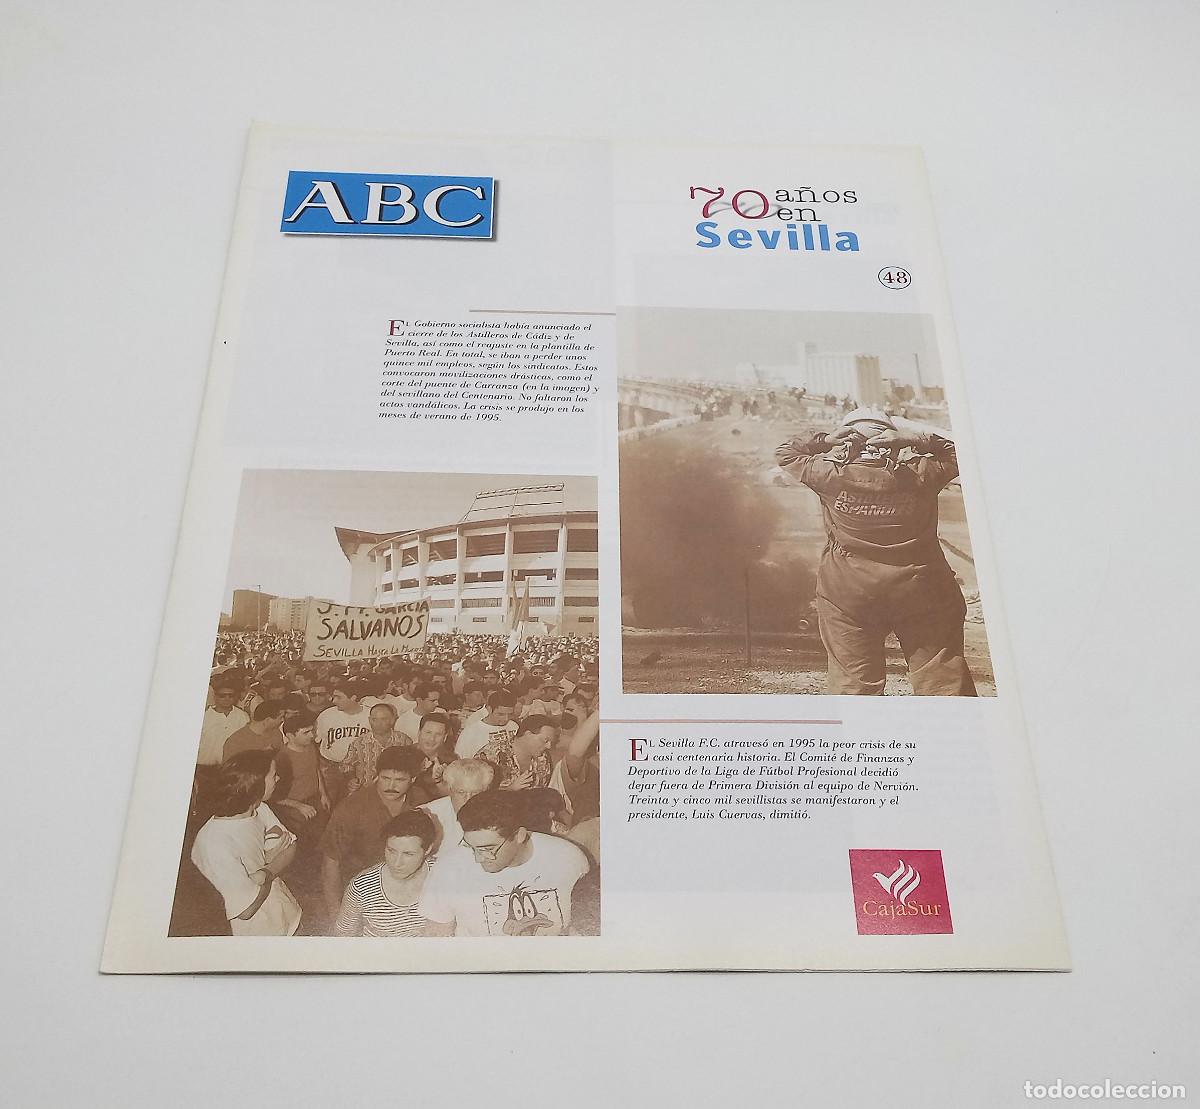 ABC
70 años
en
Sevilla
48
EL Gobierno socialista había anunciado el
cierre de los Astilleros de Cádiz y de
Sevilla, así como el reajuste en la plantilla de
Puerto Real. En total, se iban a perder unos
quince mil empleos, según los sindicatos. Estos
convocaron movilizaciones drásticas, como el
corte del puente de Carranza (en la imagen) y
del sevillano del Centenario. No faltaron los
actos vandálicos. La crisis se produjo en los
meses de verano de 1995.
ASTILLEROS
ESPAÑOLES
GARCIA
SALVANOS
SEVILLA HASTA LA
perrie
EL Sevilla F.C. atravesó en 1995 la peor crisis de su
casi centenaria historia. El Comité de Finanzas y
Deportivo de la Liga de Fútbol Profesional decidió
dejar fuera de Primera División al equipo de Nervión.
Treinta y cinco mil sevillistas se manifestaron y el
presidente, Luis Cuervas, dimitió.
CajaSur
todocoleccion